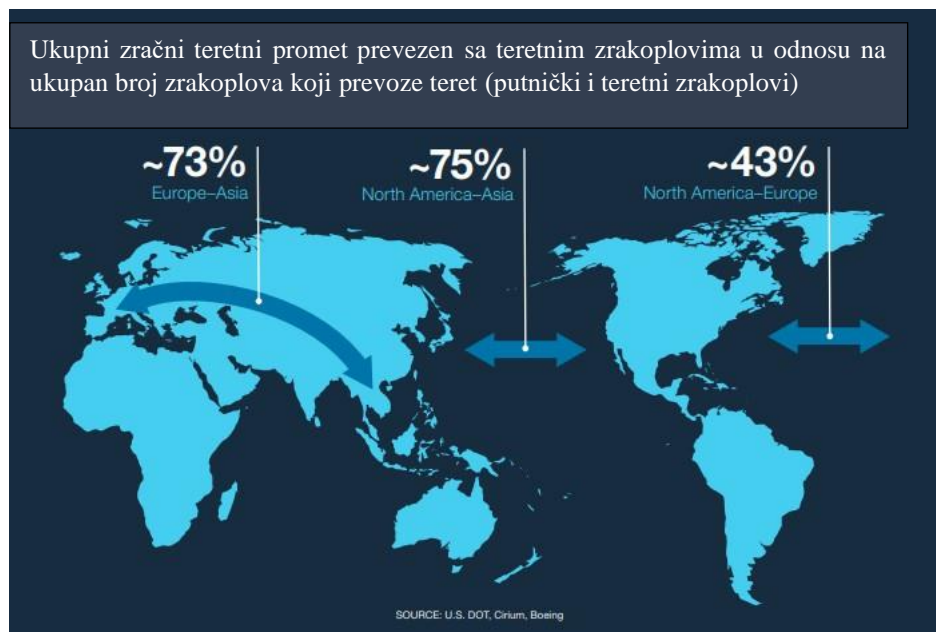 Ukupni zračni teretni promet prevezen sa teretnim zrakoplovima u odnosu na
ukupan broj zrakoplova koji prevoze teret (putnički i teretni zrakoplovi)
~73%
Europe–Asia
~75%
North America–Asia
~43%
North America–Europe
SOURCE: U.S. DOT, Cirium, Boeing